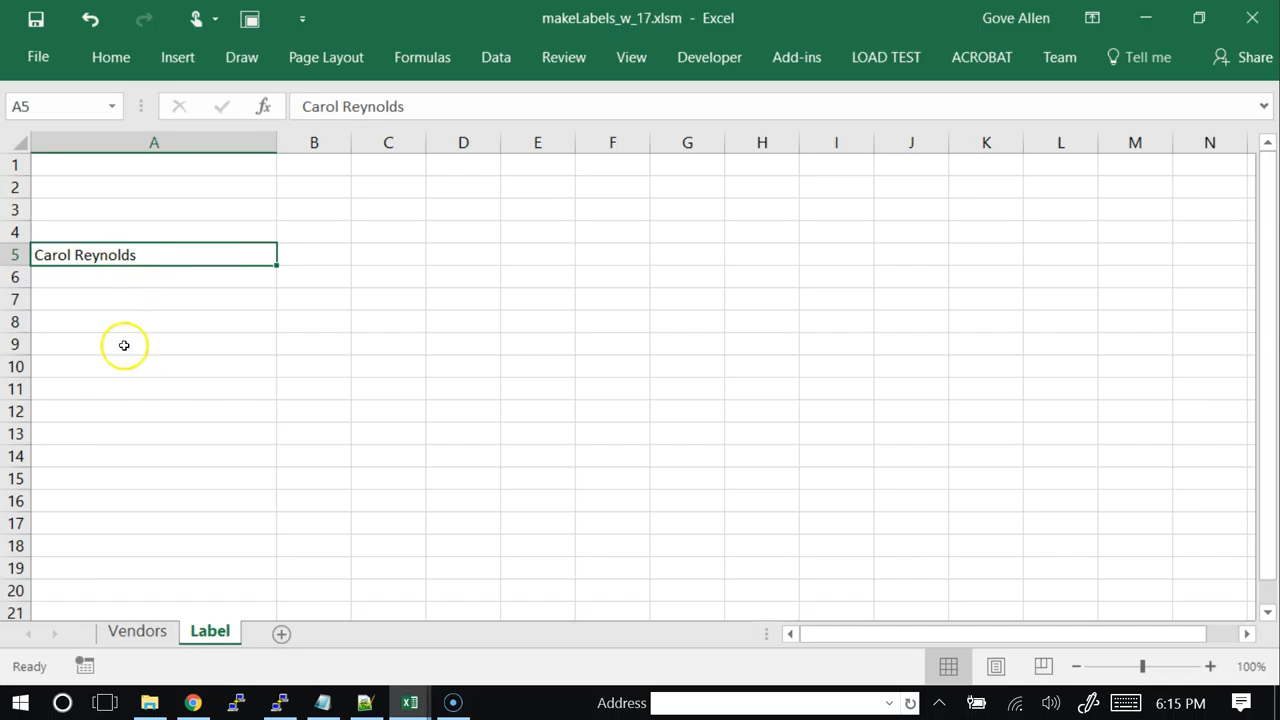 makeLabels_w_17.xlsm - Excel
Gove Allen
File Home Insert Draw Page Layout Formulas Data Review View Developer Add-ins LOAD TEST ACROBAT Team Tell me Share
A5 fx Carol Reynolds
A B C D E F G H I J K L M N
1
2
3
4
5 Carol Reynolds
6
7
8
9
10
11
12
13
14
15
16
17
18
19
20
21
Vendors Label
Ready 100%
Address 6:15 PM